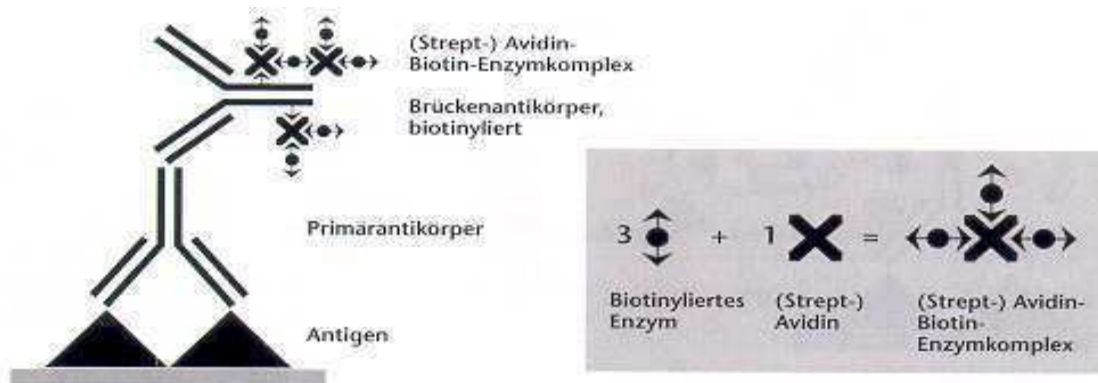 (Strept-) Avidin-
Biotin-Enzymkomplex
Brückenantikörper,
biotinyliert
Primärantikörper
Antigen
3 + 1 =
Biotinyliertes
Enzym
(Strept-)
Avidin
(Strept-) Avidin-
Biotin-
Enzymkomplex